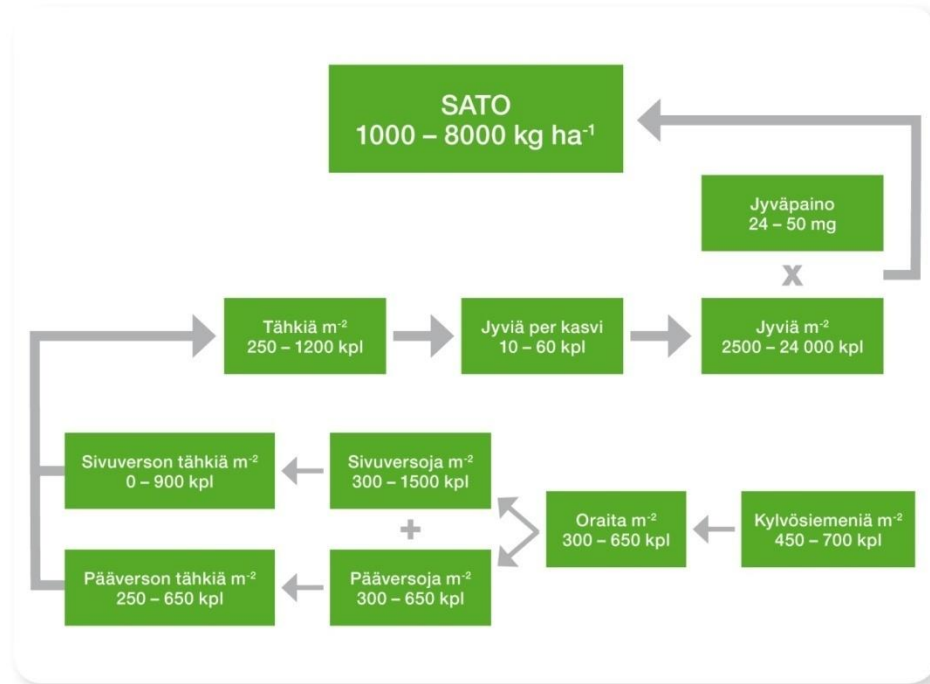 SATO
1000 – 8000 kg ha⁻¹
Jyväpaino
24 – 50 mg
x
Tähkiä m⁻²
250 – 1200 kpl
Jyviä per kasvi
10 – 60 kpl
Jyviä m⁻²
2500 – 24 000 kpl
Sivuverson tähkiä m⁻²
0 – 900 kpl
Sivuversoja m⁻²
300 – 1500 kpl
+
Oraita m⁻²
300 – 650 kpl
Kylvösiemeniä m⁻²
450 – 700 kpl
Pääverson tähkiä m⁻²
250 – 650 kpl
Pääversoja m⁻²
300 – 650 kpl